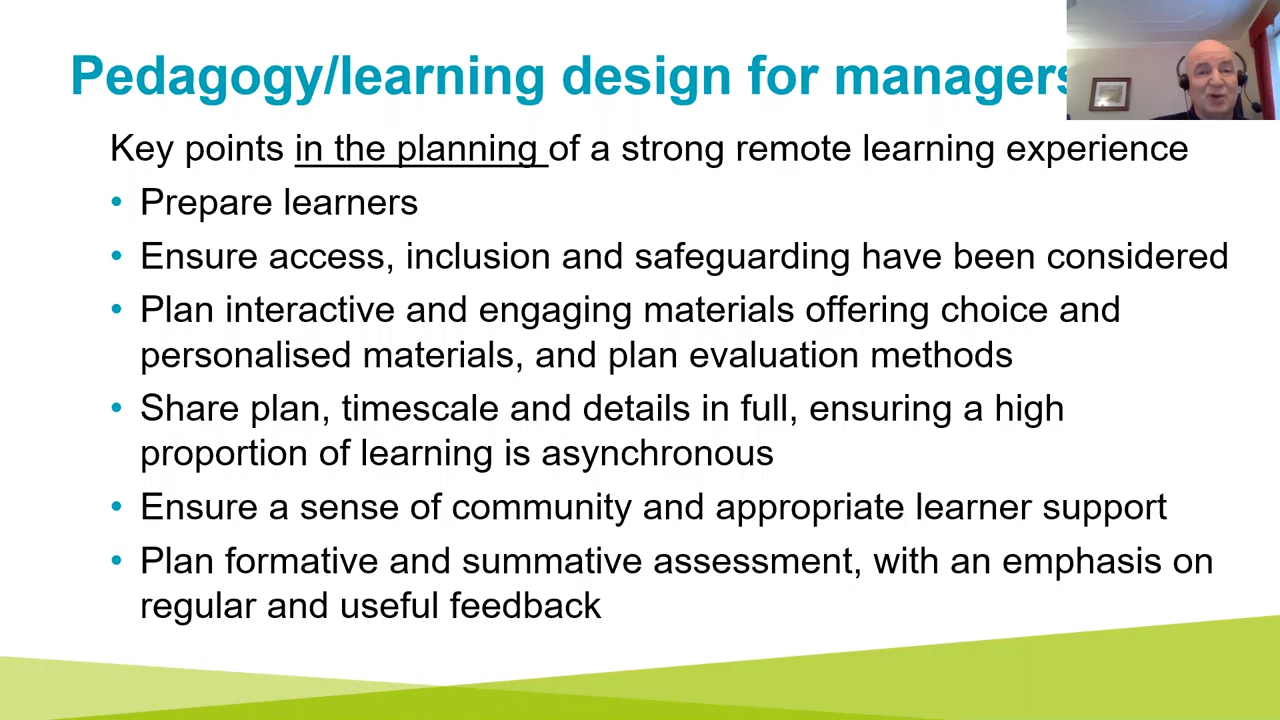 Pedagogy/learning design for managers
Key points in the planning of a strong remote learning experience
• Prepare learners
• Ensure access, inclusion and safeguarding have been considered
• Plan interactive and engaging materials offering choice and
personalised materials, and plan evaluation methods
• Share plan, timescale and details in full, ensuring a high
proportion of learning is asynchronous
• Ensure a sense of community and appropriate learner support
• Plan formative and summative assessment, with an emphasis on
regular and useful feedback